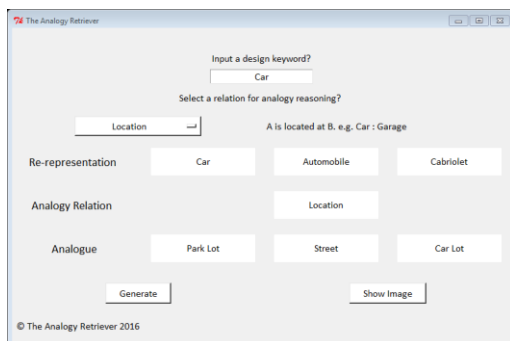 The Analogy Retriever
Input a design keyword?
Car
Select a relation for analogy reasoning?
Location A is located at B. e.g. Car : Garage
Re-representation Car Automobile Cabriolet
Analogy Relation Location
Analogue Park Lot Street Car Lot
Generate Show Image
© The Analogy Retriever 2016